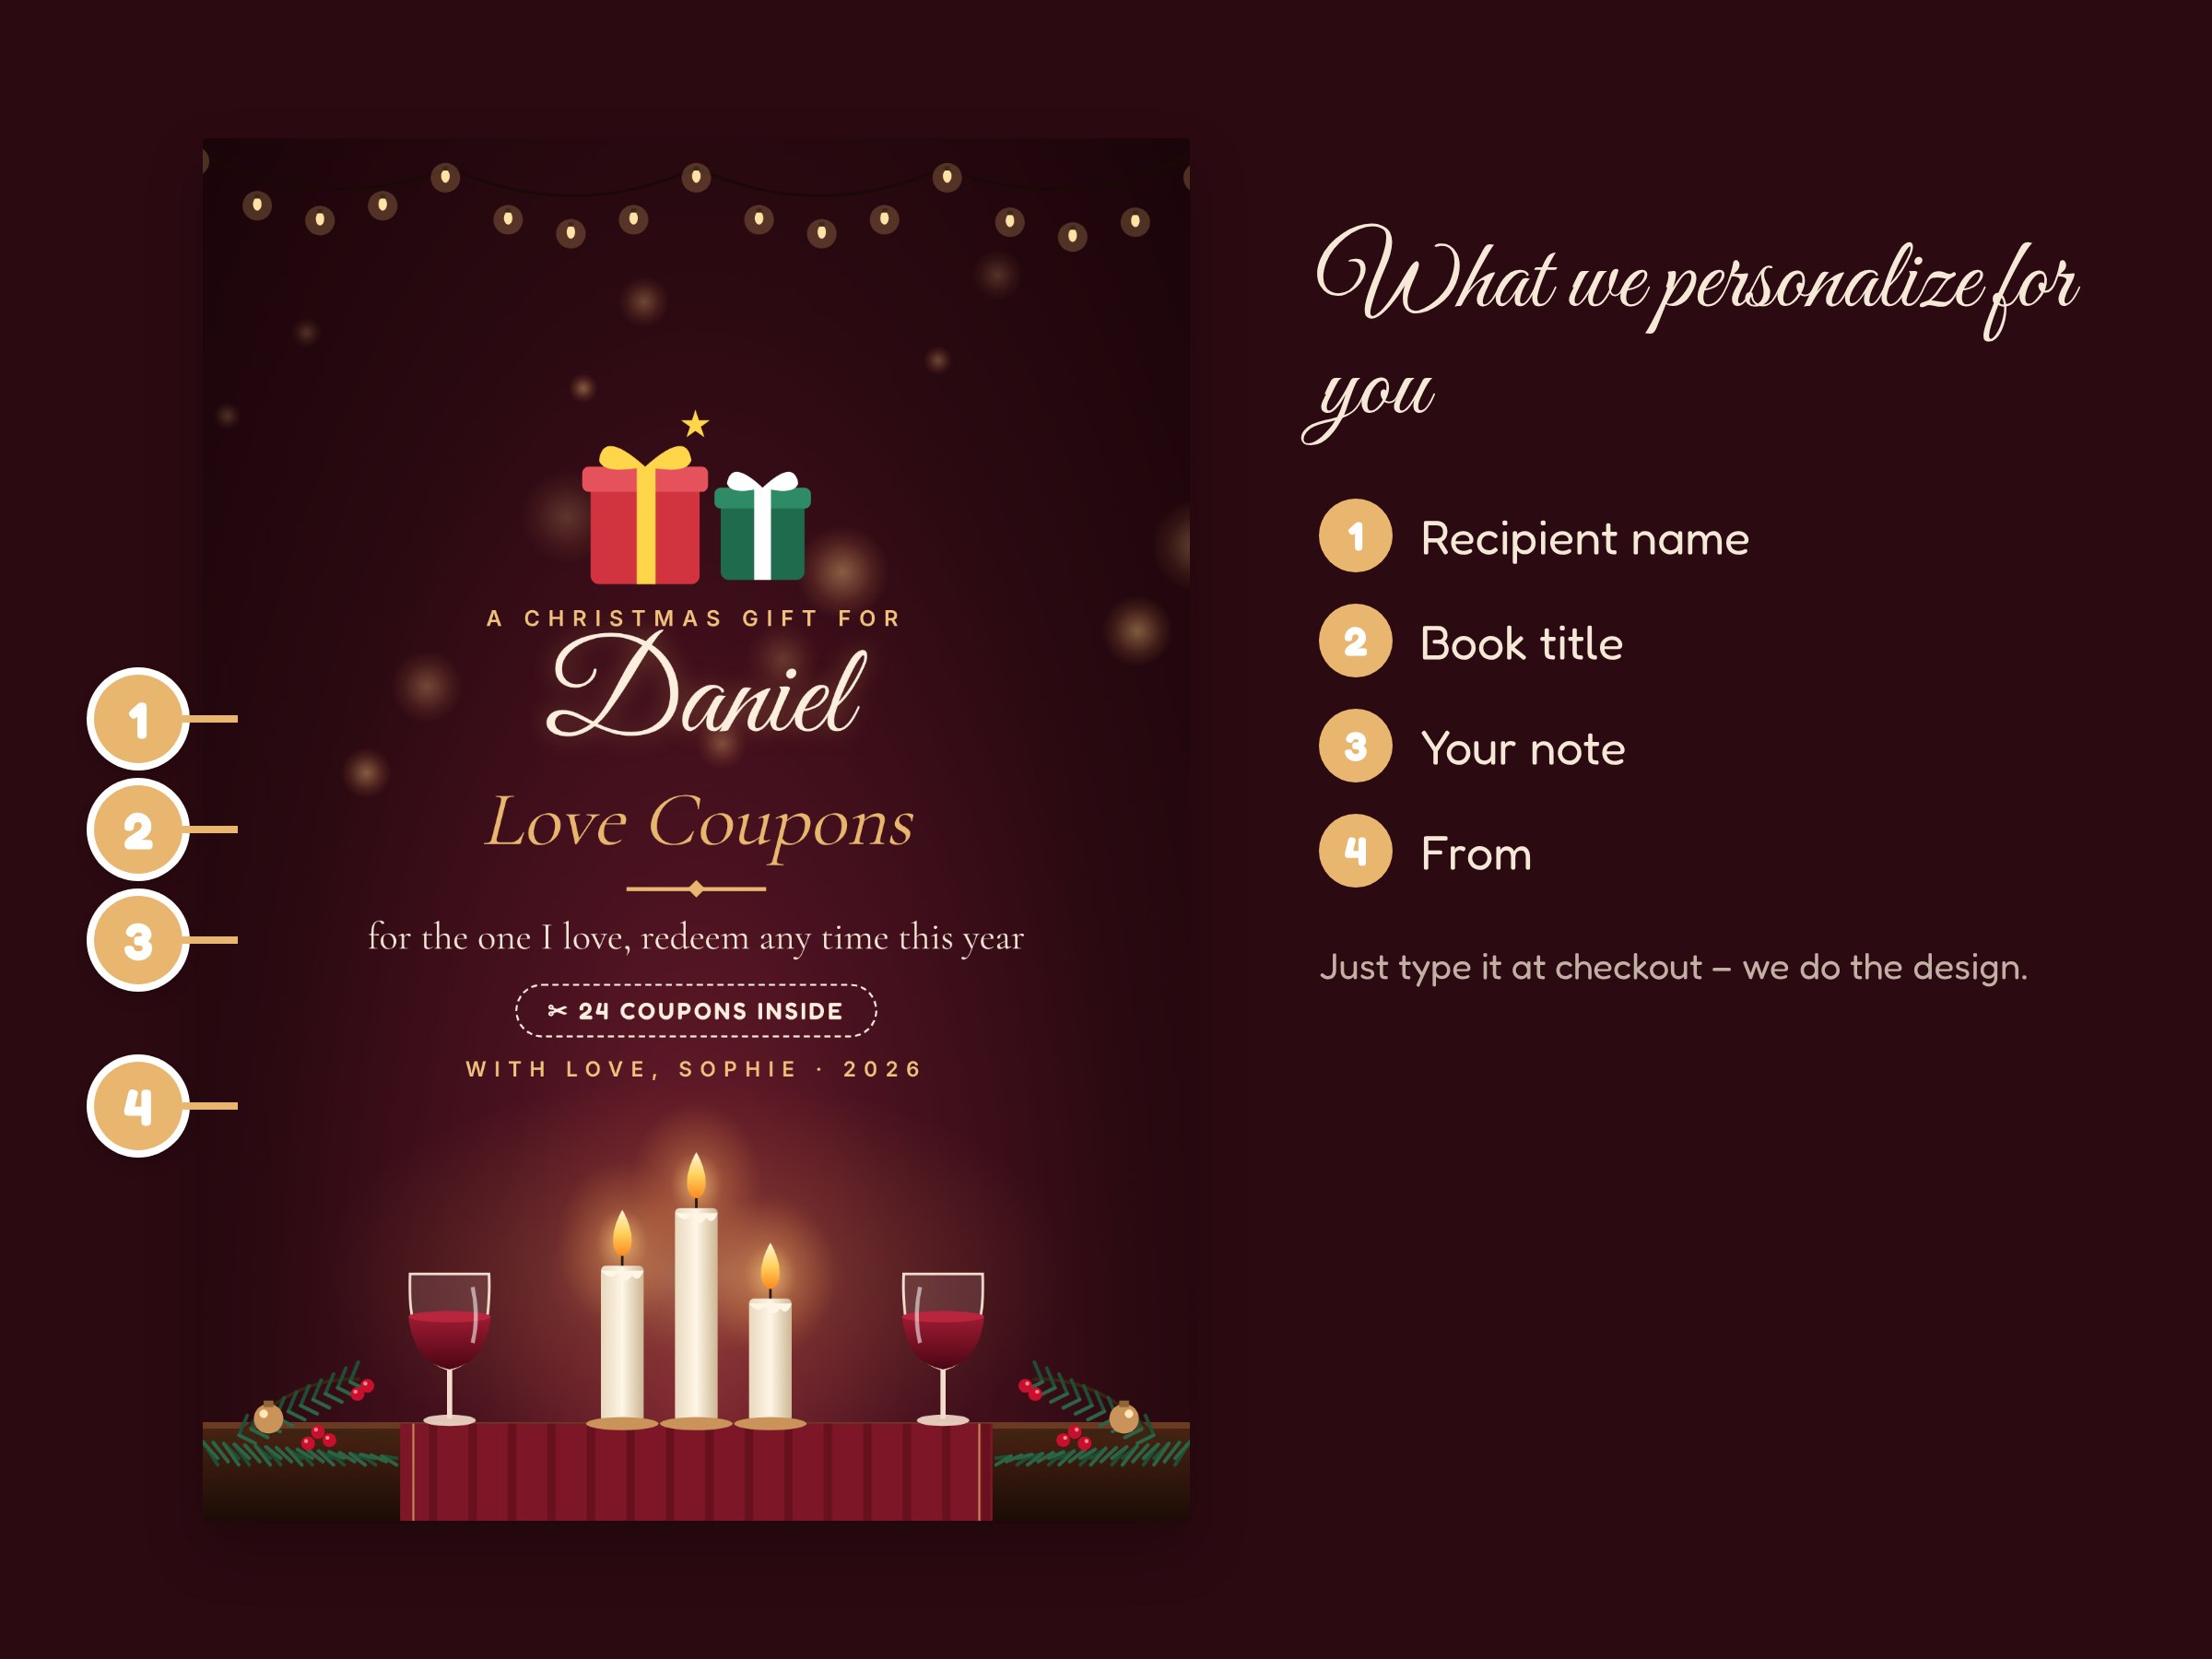 A CHRISTMAS GIFT FOR
Daniel
1
2
Love Coupons
3
for the one I love, redeem any time this year
✂ 24 COUPONS INSIDE
WITH LOVE, SOPHIE · 2026
4
What we personalize for
you
1 Recipient name
2 Book title
3 Your note
4 From
Just type it at checkout – we do the design.